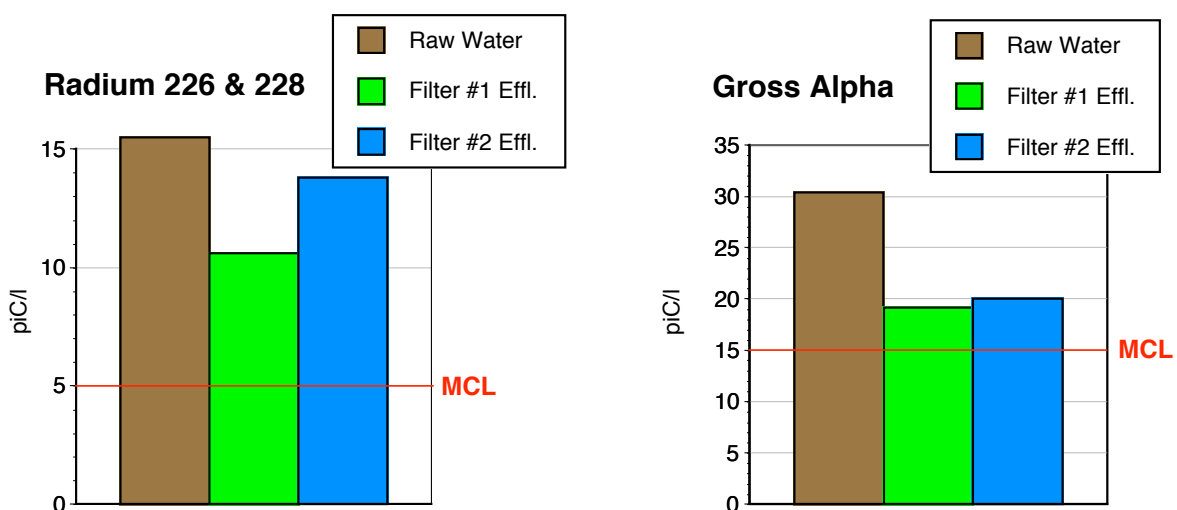 Radium 226 & 228
Raw Water
Filter #1 Effl.
Filter #2 Effl.
15
10
5
0
piC/l
MCL
Gross Alpha
Raw Water
Filter #1 Effl.
Filter #2 Effl.
35
30
25
20
15
10
5
0
piC/l
MCL